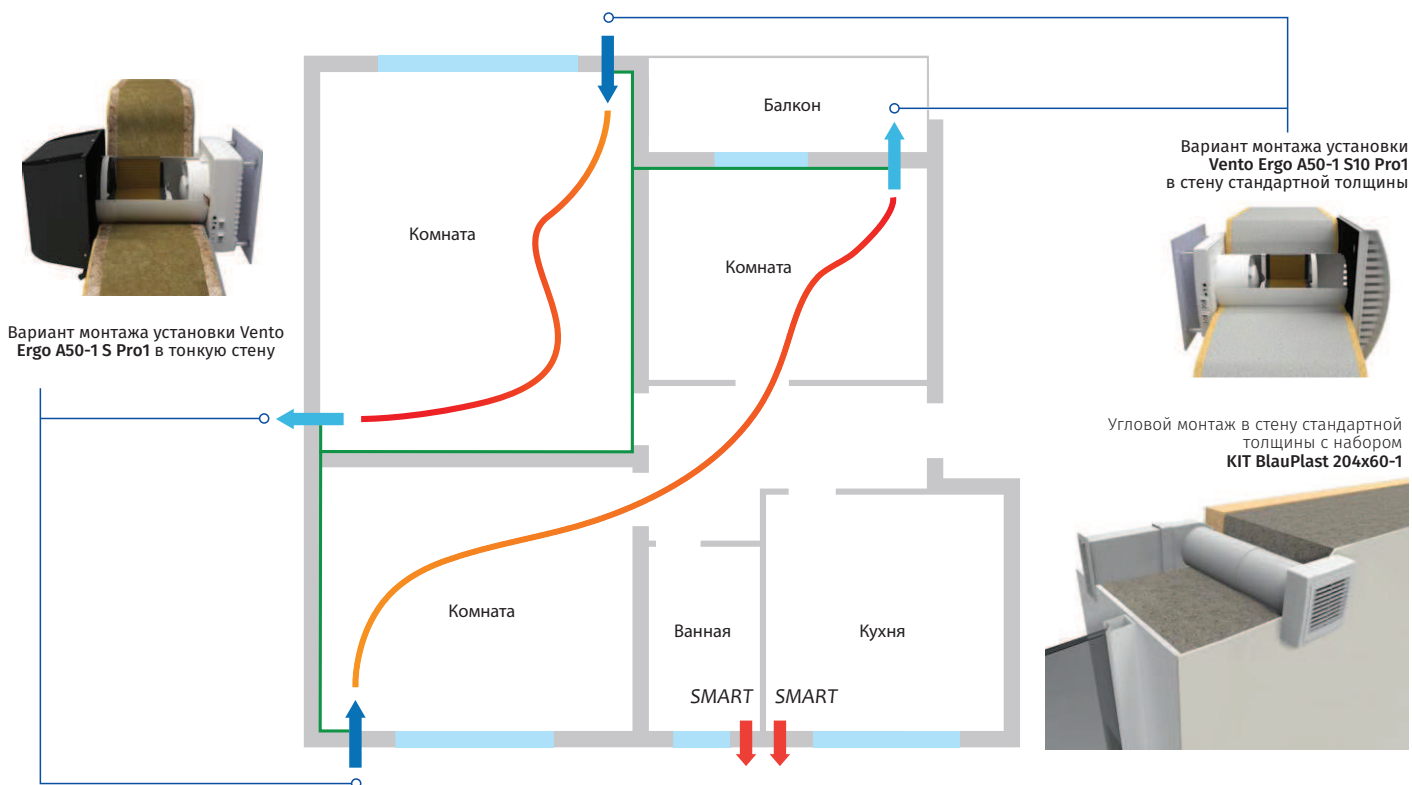 Балкон
Вариант монтажа установки
Vento Ergo A50-1 S10 Pro1
в стену стандартной толщины
Комната
Комната
Вариант монтажа установки Vento
Ergo A50-1 S Pro1 в тонкую стену
Угловой монтаж в стену стандартной
толщины с набором
KIT BlauPlast 204x60-1
Комната
Ванная
Кухня
SMART
SMART